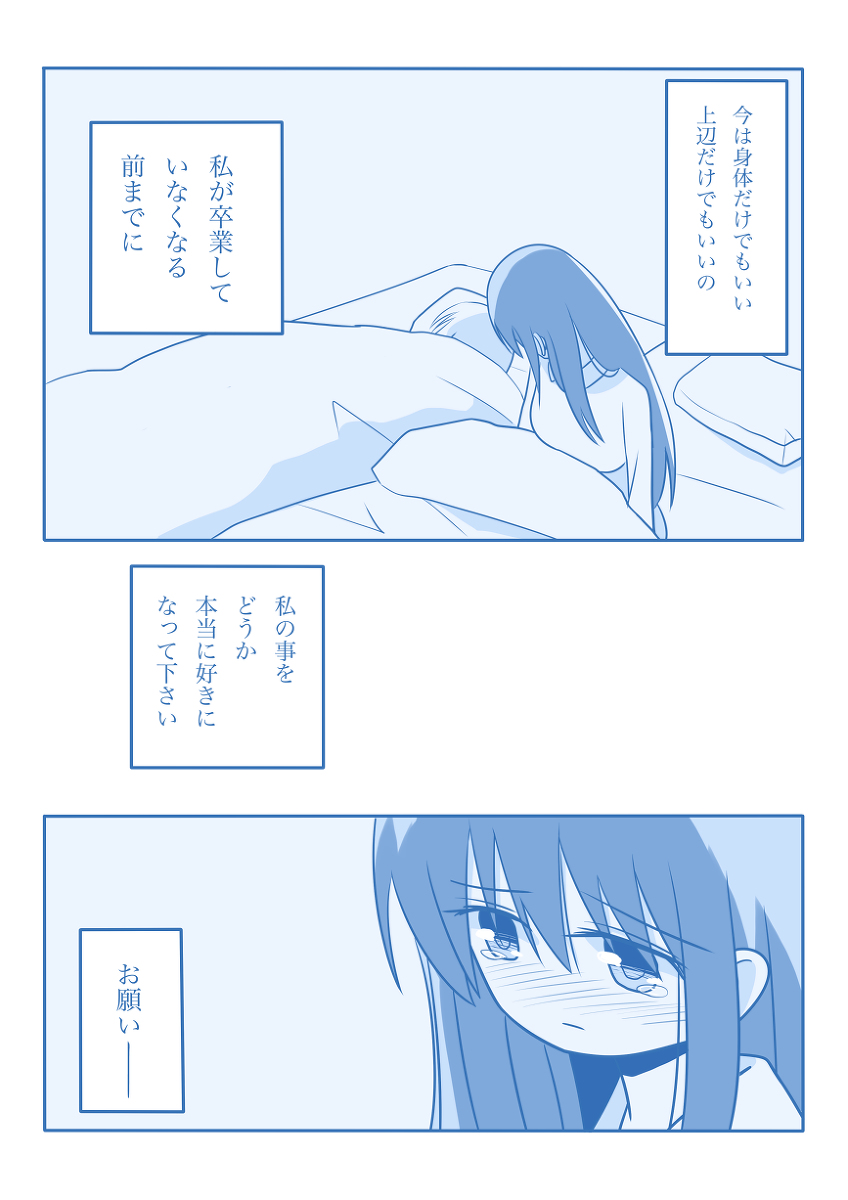 今は身体だけでもいい
上辺だけでもいいの
私が卒業して
いなくなる
前までに
私の事を
どうか
本当に好きに
なって下さい
お願い――